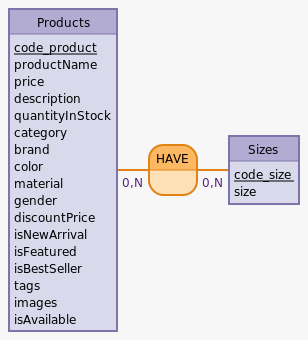 Products
code_product
productName
price
description
quantityInStock
category
brand
color
material
gender
discountPrice
isNewArrival
isFeatured
isBestSeller
tags
images
isAvailable
HAVE
0,N
0,N
Sizes
code_size
size